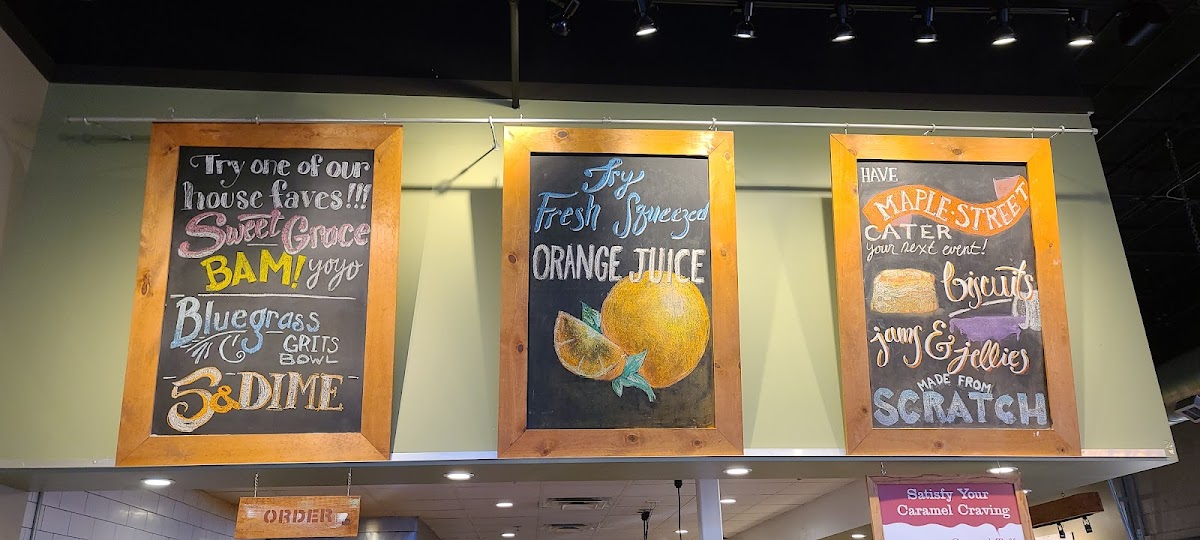 Try one of our
house faves!!!
Sweet Grace
BAM! yoyo
Bluegrass
GRITS
BOWL
5 & DIME
Try
Fresh Squeezed
ORANGE JUICE
HAVE
MAPLE-STREET
CATER
your next event!
biscuits
jams &
jellies
MADE FROM
SCRATCH
ORDER
Satisfy Your
Caramel Craving